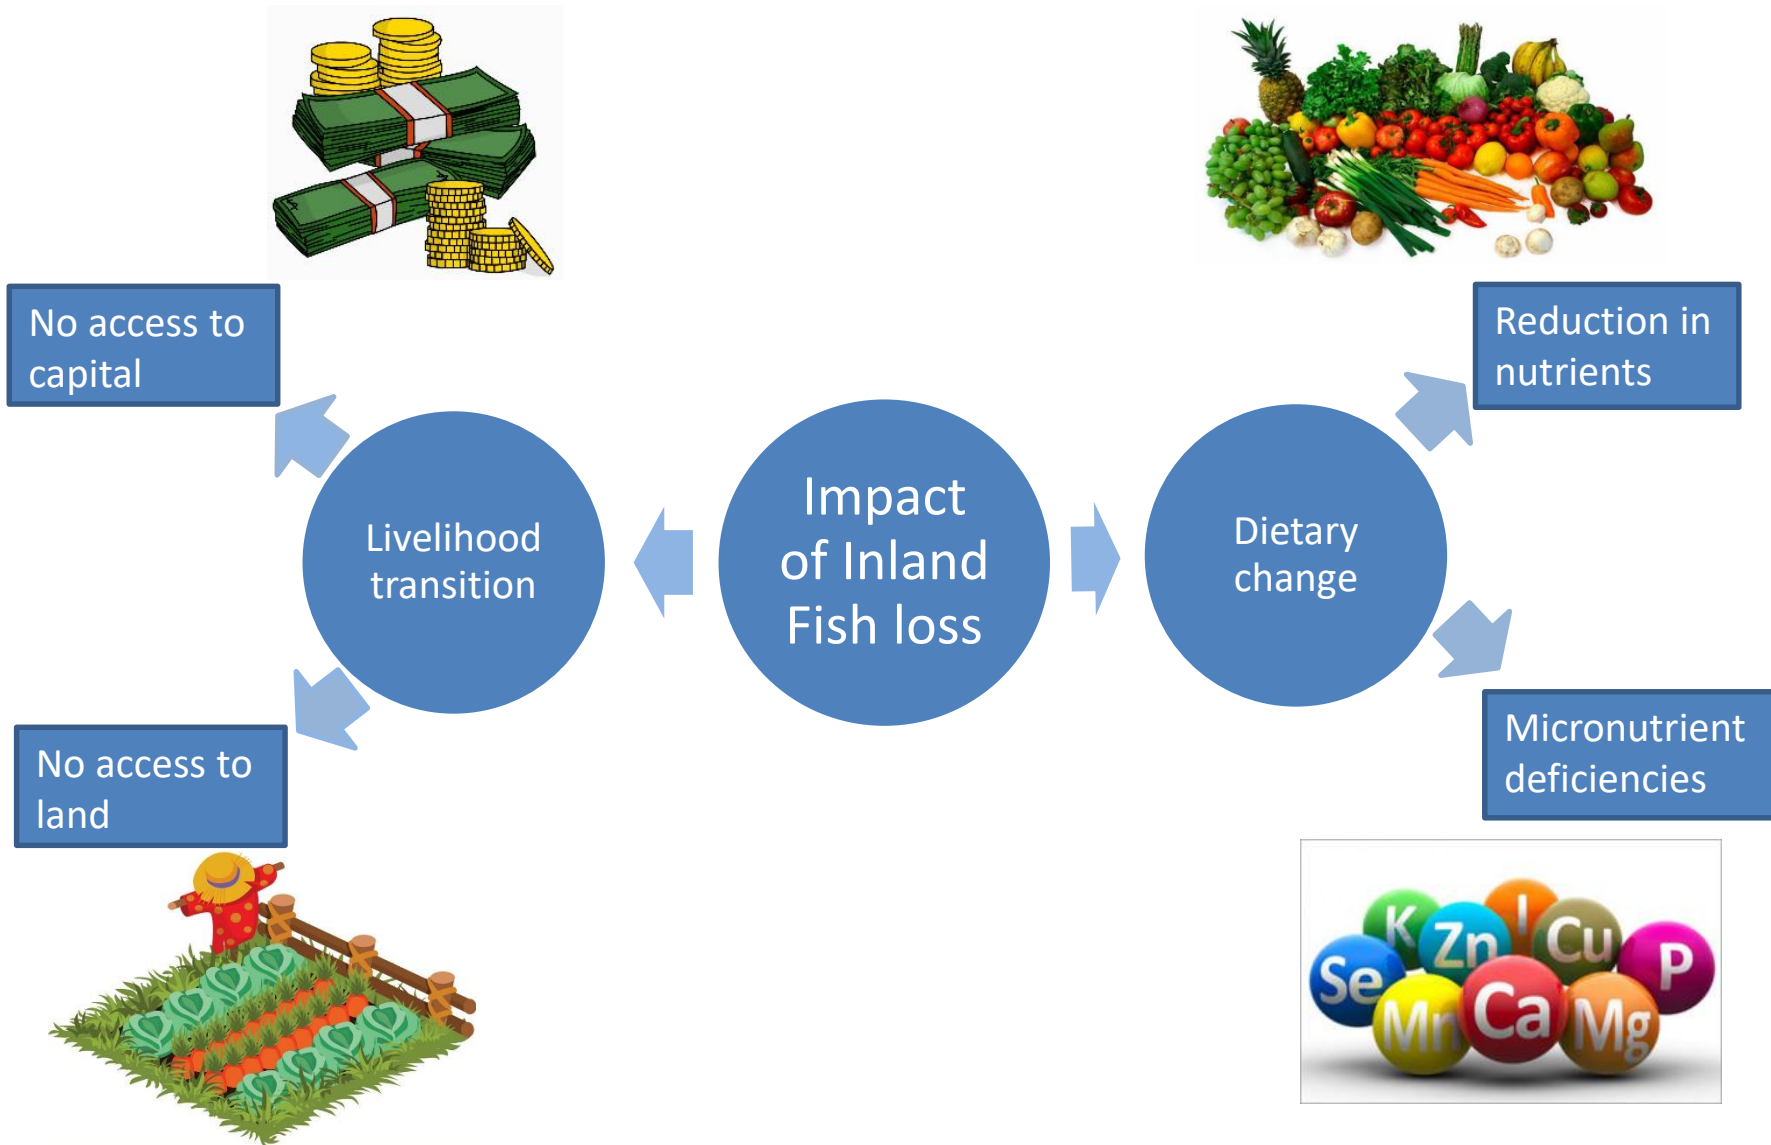 No access to
capital
Reduction in
nutrients
Livelihood
transition
Impact
of Inland
Fish loss
Dietary
change
No access to
land
Micronutrient
deficiencies
K
Zn
I
Cu
Se
P
Mn
Ca
Mg